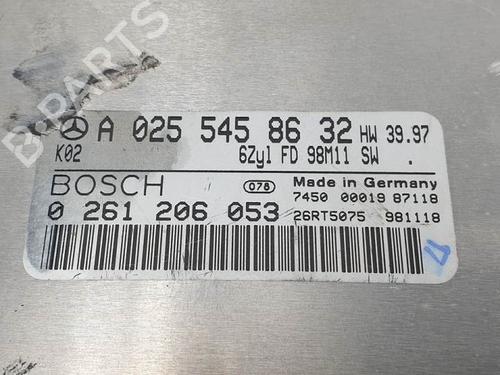 B-PARTS
A 025 545 86 32 HW 39.97
K02 6Zyl FD 98M11 SW .
BOSCH 078 Made in Germany
7450 00019 87118
0 261 206 053 26RT5075 981118